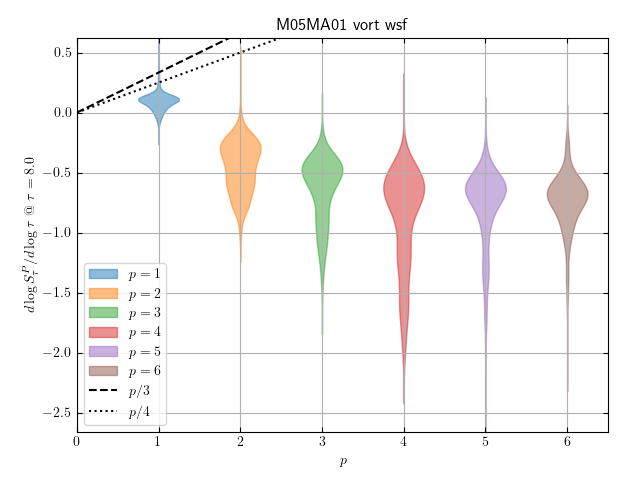 M05MA01 vort wsf
d log S_τ^P / d log τ @ τ = 8.0
0.5
0.0
−0.5
−1.0
−1.5
−2.0
−2.5
p = 1
p = 2
p = 3
p = 4
p = 5
p = 6
p/3
p/4
0 1 2 3 4 5 6
p